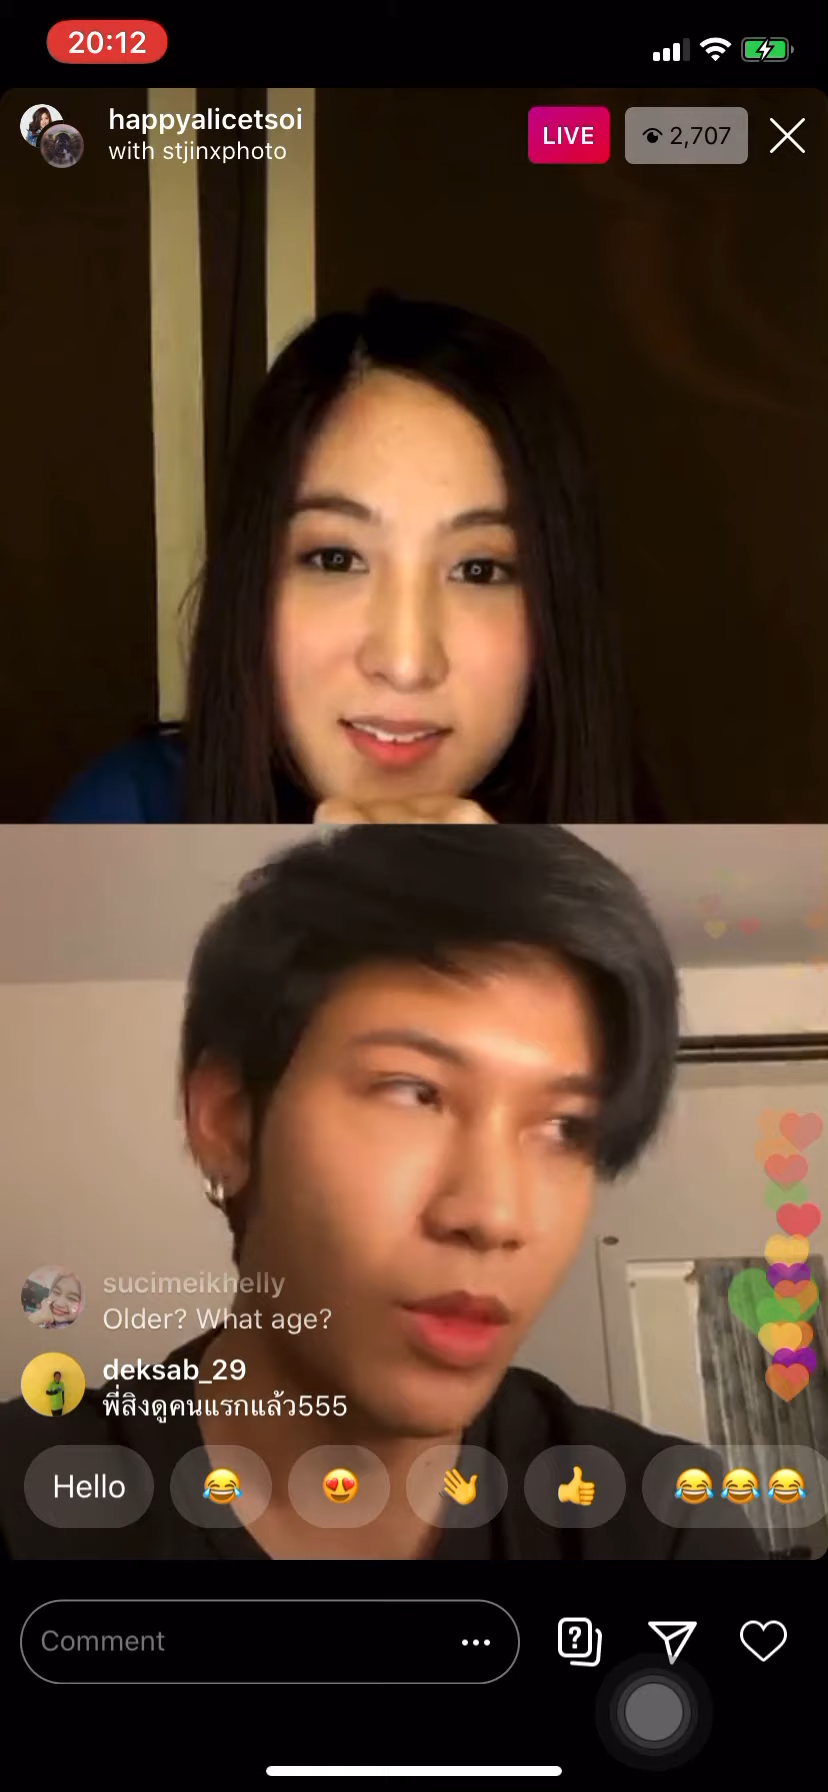 20:12
happyalicetsoi
with stjinxphoto
LIVE
2,707
sucimeikhelly
Older? What age?
deksab_29
พี่สิงดูคนแรกแล้ว555
Hello
Comment